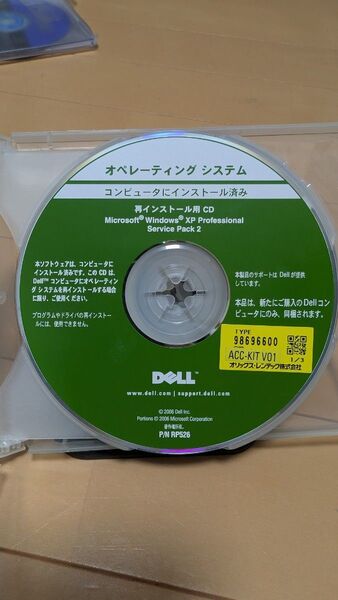 オペレーティング システム
コンピュータにインストール済み
再インストール用 CD
Microsoft® Windows® XP Professional
Service Pack 2
本ソフトウェアは、コンピュータに
インストール済みです。この CD は、
Dell™ コンピュータにオペレーティン
グ システムを再インストールする場合
に限り、ご使用ください。
プログラムやドライバの再インストー
ルには、使用できません。
本製品のサポートは Dell が提供
しています。
本品は、新たにご購入の Dell コン
ピュータにのみ、同梱されます。
TYPE
98696600
ACC-KIT V01
1/3
オリックス・レンテック株式会社
DELL™
www.dell.com | support.dell.com
© 2006 Dell Inc.
Portions © 2006 Microsoft Corporation
著作権所有.
P/N RP526